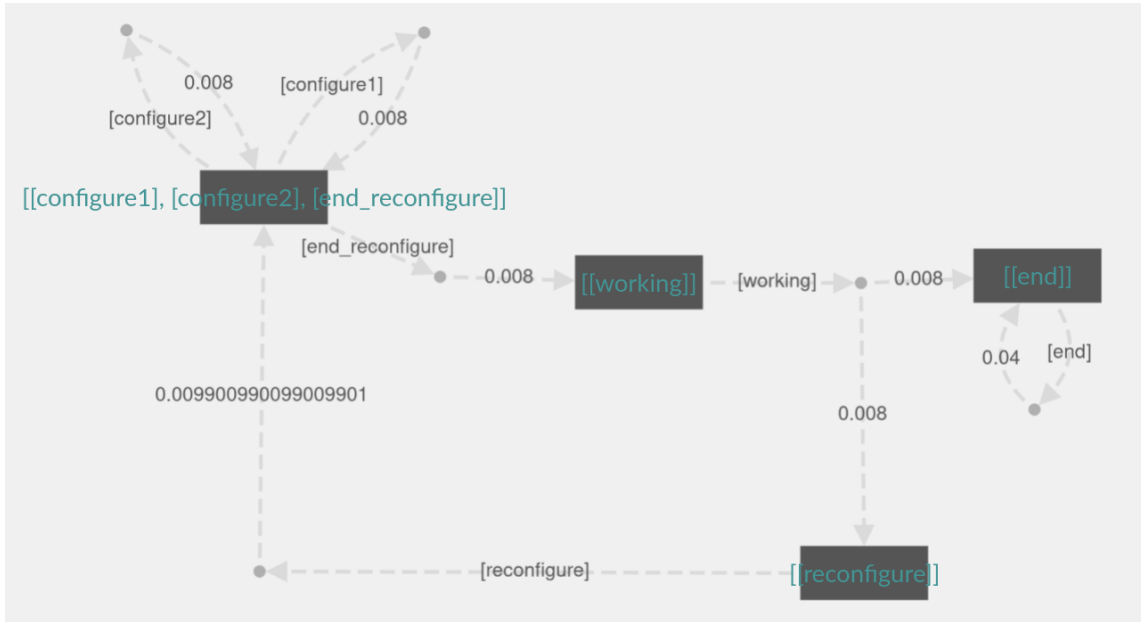 0.008
[configure1]
[configure2]
0.008
[[configure1], [configure2], [end_reconfigure]]
[end_reconfigure]
0.008
[[working]]
[working]
0.008
[[end]]
0.04
[end]
0.009900990099009901
0.008
[reconfigure]
[[reconfigure]]